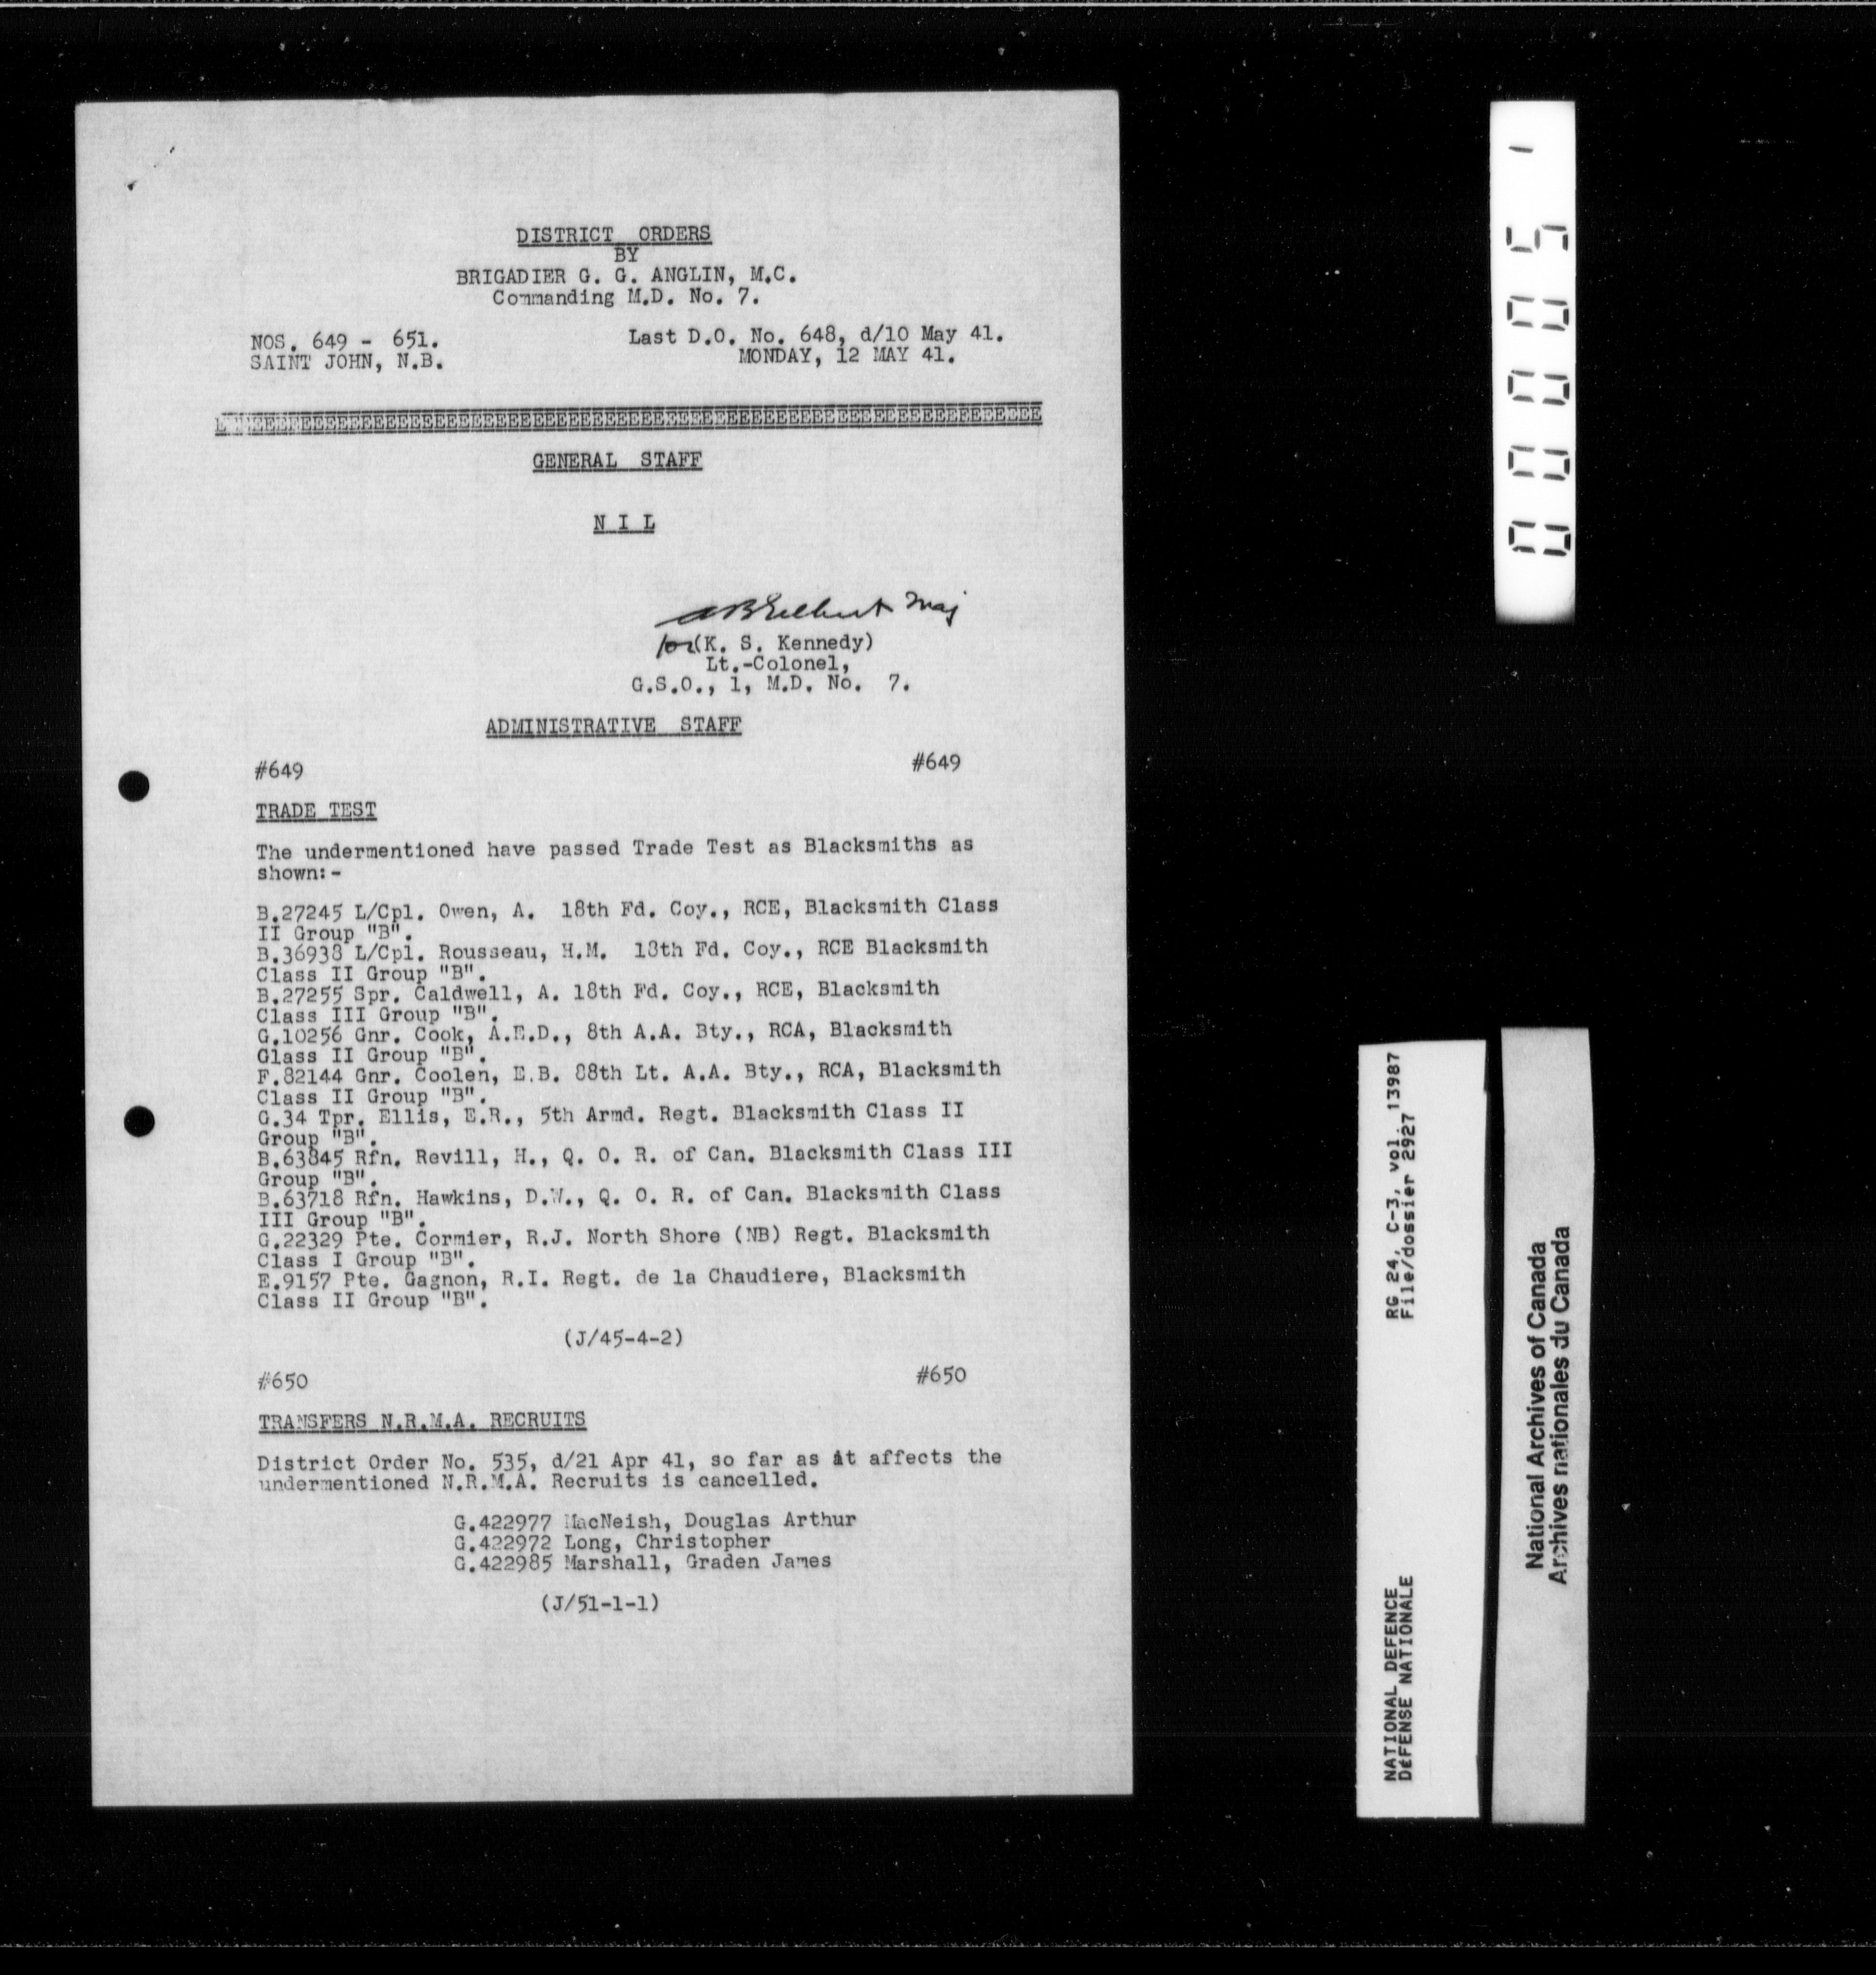 DISTRICT ORDERS
BY
BRIGADIER G. G. ANGLIN, M.C.
Commanding M.D. No. 7.
NOS. 649 - 651.
SAINT JOHN, N.B.
Last D.O. No. 648, d/10 May 41.
MONDAY, 12 MAY 41.
GENERAL STAFF
N I L
Maj
for (K. S. Kennedy)
Lt.-Colonel,
G.S.O., 1, M.D. No. 7.
ADMINISTRATIVE STAFF
#649 #649
TRADE TEST
The undermentioned have passed Trade Test as Blacksmiths as
shown:-
B.27245 L/Cpl. Owen, A. 18th Fd. Coy., RCE, Blacksmith Class
II Group "B".
B.36938 L/Cpl. Rousseau, H.M. 18th Fd. Coy., RCE Blacksmith
Class II Group "B".
B.27255 Spr. Caldwell, A. 18th Fd. Coy., RCE, Blacksmith
Class III Group "B".
G.10256 Gnr. Cook, A.E.D., 8th A.A. Bty., RCA, Blacksmith
Class II Group "B".
F.82144 Gnr. Coolen, E.B. 88th Lt. A.A. Bty., RCA, Blacksmith
Class II Group "B".
G.34 Tpr. Ellis, E.R., 5th Armd. Regt. Blacksmith Class II
Group "B".
B.63845 Rfn. Revill, H., Q. O. R. of Can. Blacksmith Class III
Group "B".
B.63718 Rfn. Hawkins, D.W., Q. O. R. of Can. Blacksmith Class
III Group "B".
G.22329 Pte. Cormier, R.J. North Shore (NB) Regt. Blacksmith
Class I Group "B".
E.9157 Pte. Gagnon, R.I. Regt. de la Chaudiere, Blacksmith
Class II Group "B".
(J/45-4-2)
#650 #650
TRANSFERS N.R.M.A. RECRUITS
District Order No. 535, d/21 Apr 41, so far as it affects the
undermentioned N.R.M.A. Recruits is cancelled.
G.422977 MacNeish, Douglas Arthur
G.422972 Long, Christopher
G.422985 Marshall, Graden James
(J/51-1-1)
00005 1
RG 24, C-3, vol. 13987
File/dossier 2927
NATIONAL DEFENCE
DÉFENSE NATIONALE
National Archives of Canada
Archives nationales du Canada